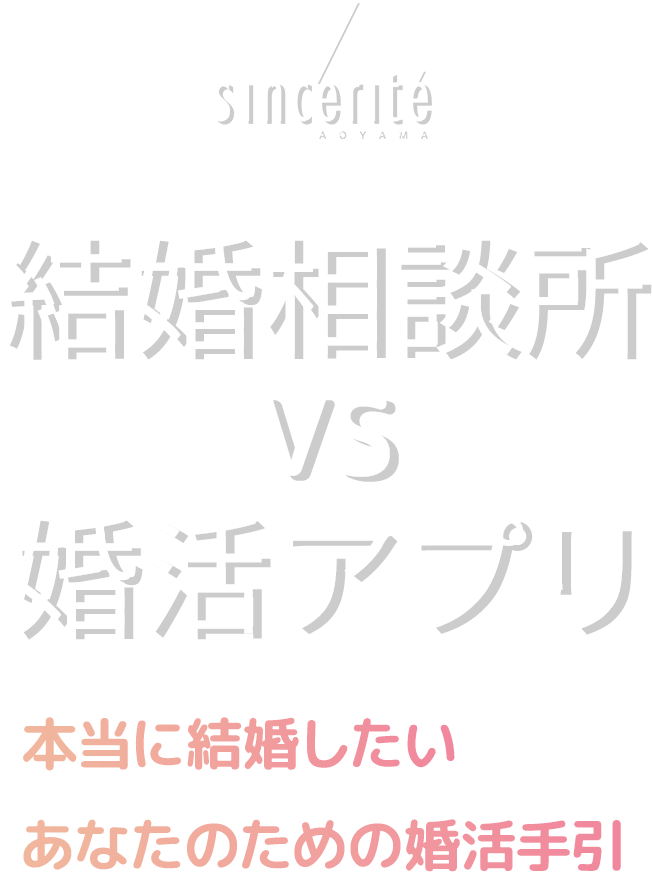 sincerité
AOYAMA
結婚相談所
VS
婚活アプリ
本当に結婚したい
あなたのための婚活手引